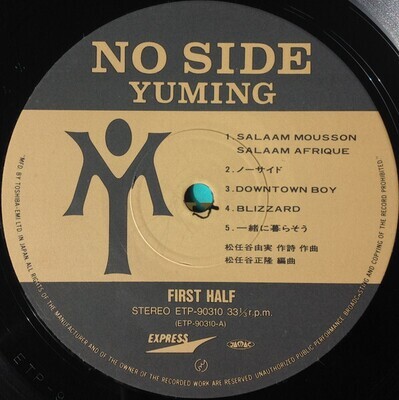 NO SIDE
YUMING
1 SALAAM MOUSSON
SALAAM AFRIQUE
2. ノーサイド
3. DOWNTOWN BOY
4. BLIZZARD
5. 一緒に暮らそう
松任谷由実 作詩 作曲
松任谷正隆 編曲
FIRST HALF
STEREO ETP-90310 33⅓r.p.m.
(ETP-90310-A)
EXPRESS
"MFD BY TOSHIBA-EMI LTD. IN JAPAN ALL RIGHTS OF THE MANUFACTURER AND OF THE OWNER OF THE RECORDED WORK ARE RESERVED UNAUTHORIZED PUBLIC PERFORMANCE BROADCASTING AND COPYING OF THE RECORD PROHIBITED"